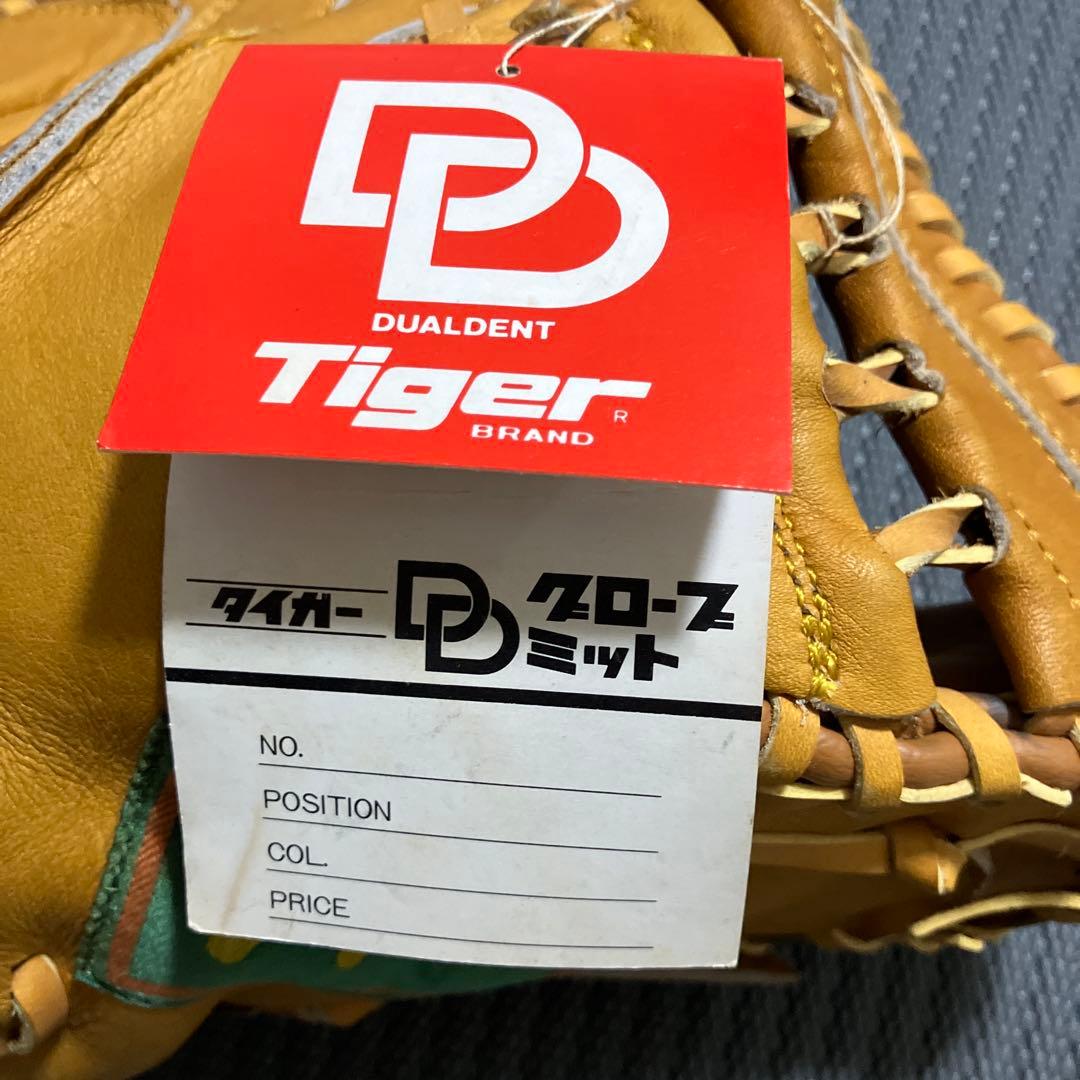 DD
DUALDENT
Tiger ®
BRAND
タイガー DD グローブ
ミット
NO.
POSITION
COL.
PRICE